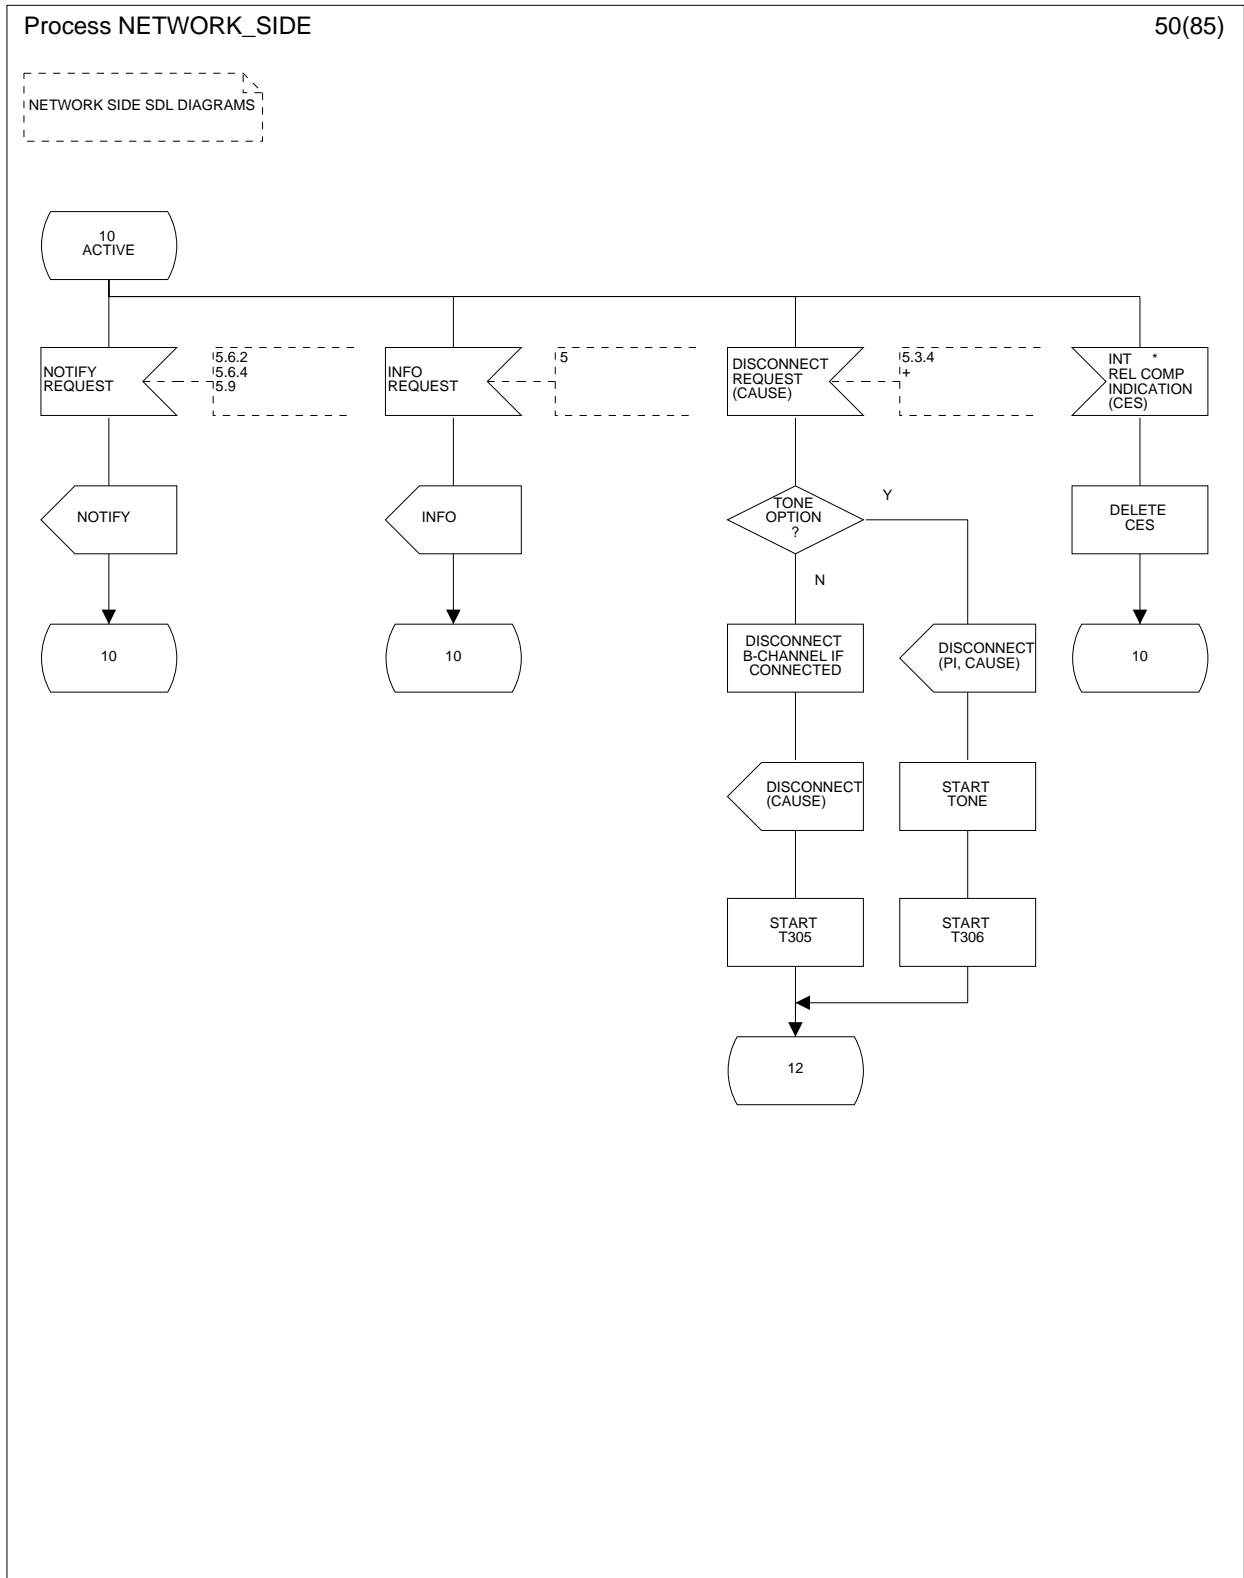 Process NETWORK_SIDE
50(85)
NETWORK SIDE SDL DIAGRAMS
10
ACTIVE
NOTIFY
REQUEST
5.6.2
5.6.4
5.9
INFO
REQUEST
5
DISCONNECT
REQUEST
(CAUSE)
5.3.4
+
INT *
REL COMP
INDICATION
(CES)
NOTIFY
INFO
TONE
OPTION
?
Y
N
DELETE
CES
10
10
DISCONNECT
B-CHANNEL IF
CONNECTED
DISCONNECT
(PI, CAUSE)
10
DISCONNECT
(CAUSE)
START
TONE
START
T305
START
T306
12